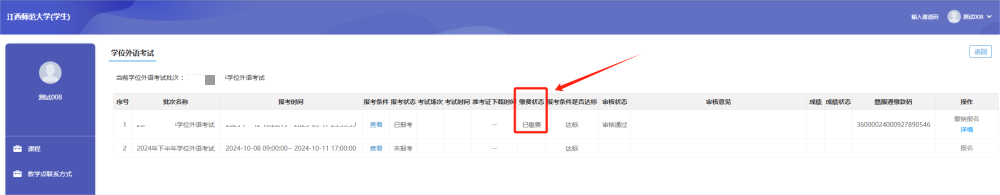 江西师范大学(学生)
输入邀请码
测试008
测试008
课程
教学点联系方式
学位外语考试
返回
当前学位外语考试批次：
学位外语考试
序号 批次名称 报考时间 报考条件 报考状态 考试场次 考试时间 准考证下载时间 缴费状态 报考条件是否达标 审核状态 审核意见 成绩 成绩状态 赣服通缴款码 操作
1 学位外语考试 查看 已报考 -- 已缴费 达标 审核通过 36000024000927890546 撤销报名
详情
2 2024年下半年学位外语考试 2024-10-08 09:00:00~ 2024-10-11 17:00:00 查看 未报考 -- 达标 报名